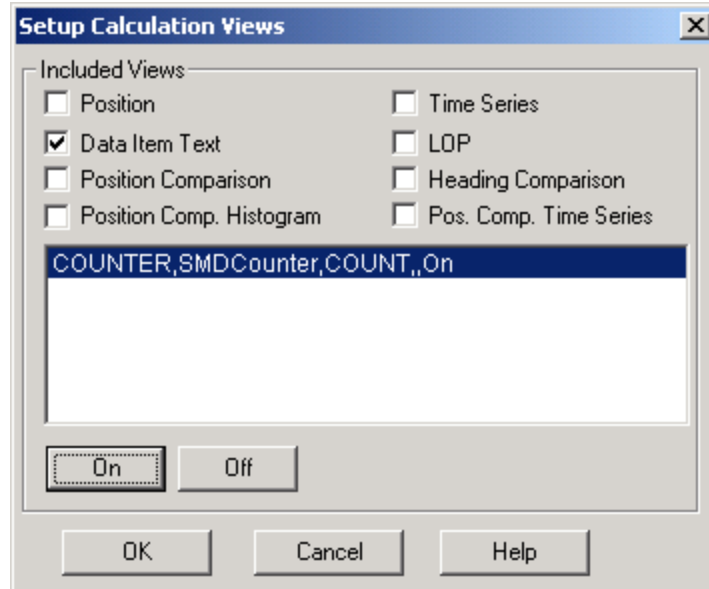 Setup Calculation Views
Included Views
Position
Time Series
Data Item Text
LOP
Position Comparison
Heading Comparison
Position Comp. Histogram
Pos. Comp. Time Series
COUNTER,SMDCounter,COUNT,,On
On
Off
OK
Cancel
Help